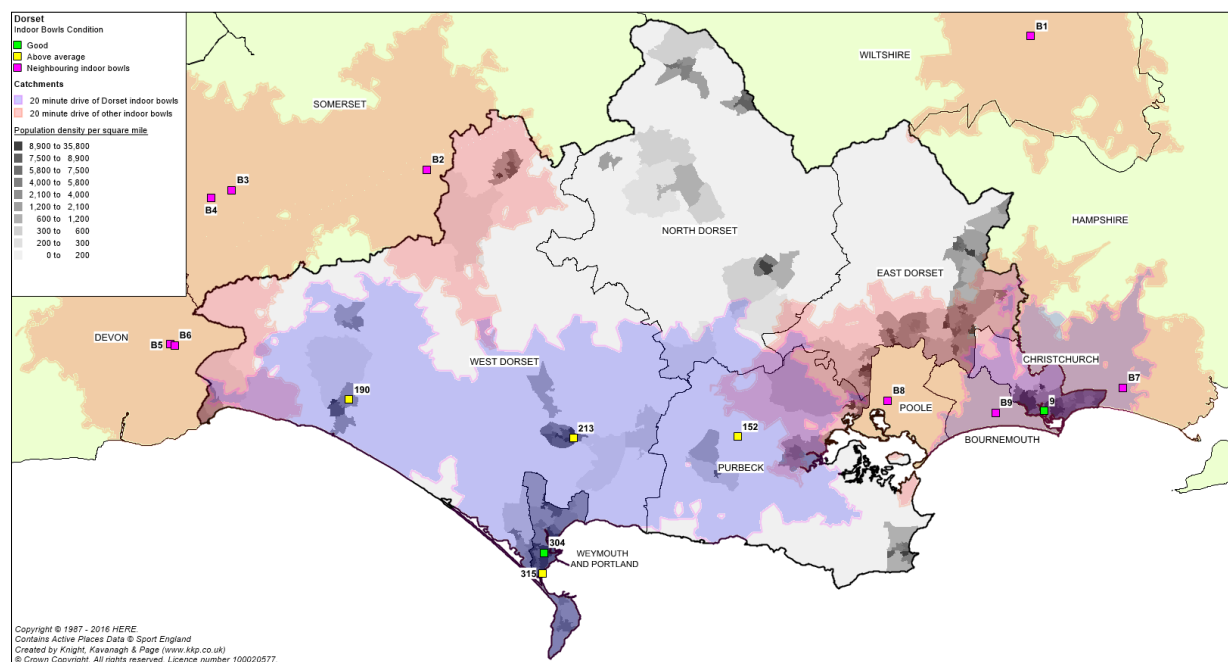 Dorset
Indoor Bowls Condition
Good
Above average
Neighbouring indoor bowls
Catchments
20 minute drive of Dorset indoor bowls
20 minute drive of other indoor bowls
Population density per square mile
8,900 to 35,800
7,500 to 8,900
5,800 to 7,500
4,000 to 5,800
2,100 to 4,000
1,200 to 2,100
600 to 1,200
300 to 600
200 to 300
0 to 200
B1
WILTSHIRE
SOMERSET
B2
B3
B4
HAMPSHIRE
NORTH DORSET
EAST DORSET
DEVON
B5
B6
WEST DORSET
CHRISTCHURCH
190
B8
B7
POOLE
B9
9
213
152
BOURNEMOUTH
PURBECK
304
WEYMOUTH
AND PORTLAND
315
Copyright © 1987 - 2016 HERE.
Contains Active Places Data © Sport England
Created by Knight, Kavanagh & Page (www.kkp.co.uk)
© Crown Copyright. All rights reserved. Licence number 100020577.